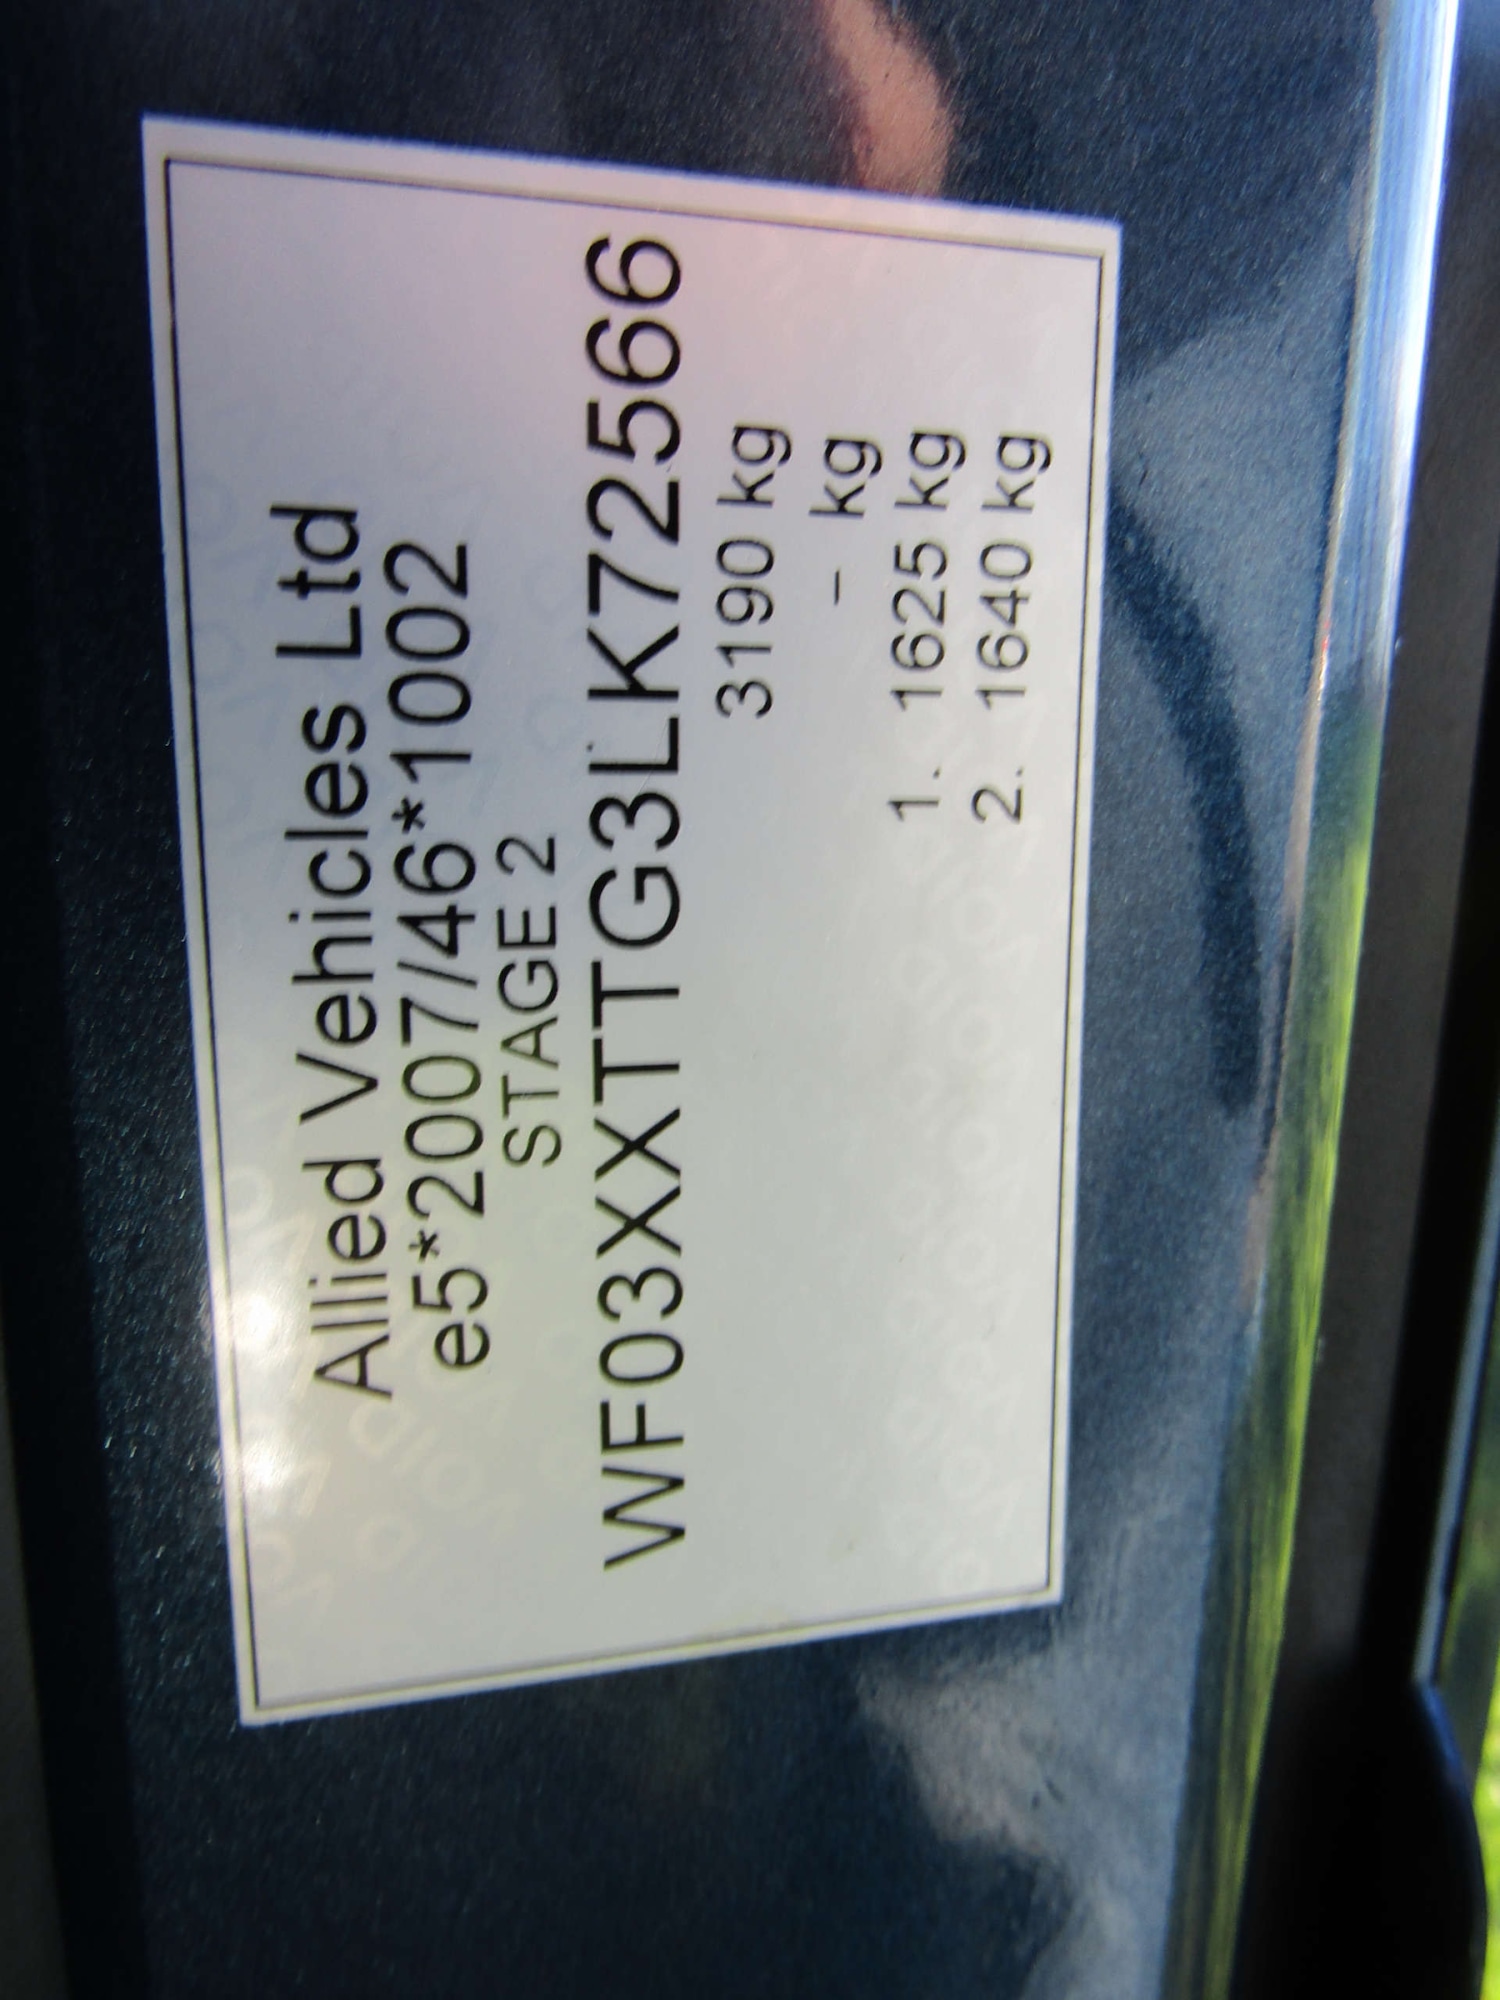 Allied Vehicles Ltd
e5*2007/46*1002
STAGE 2
WF03XXTTG3LK72566
3190 kg
- kg
1. 1625 kg
2. 1640 kg